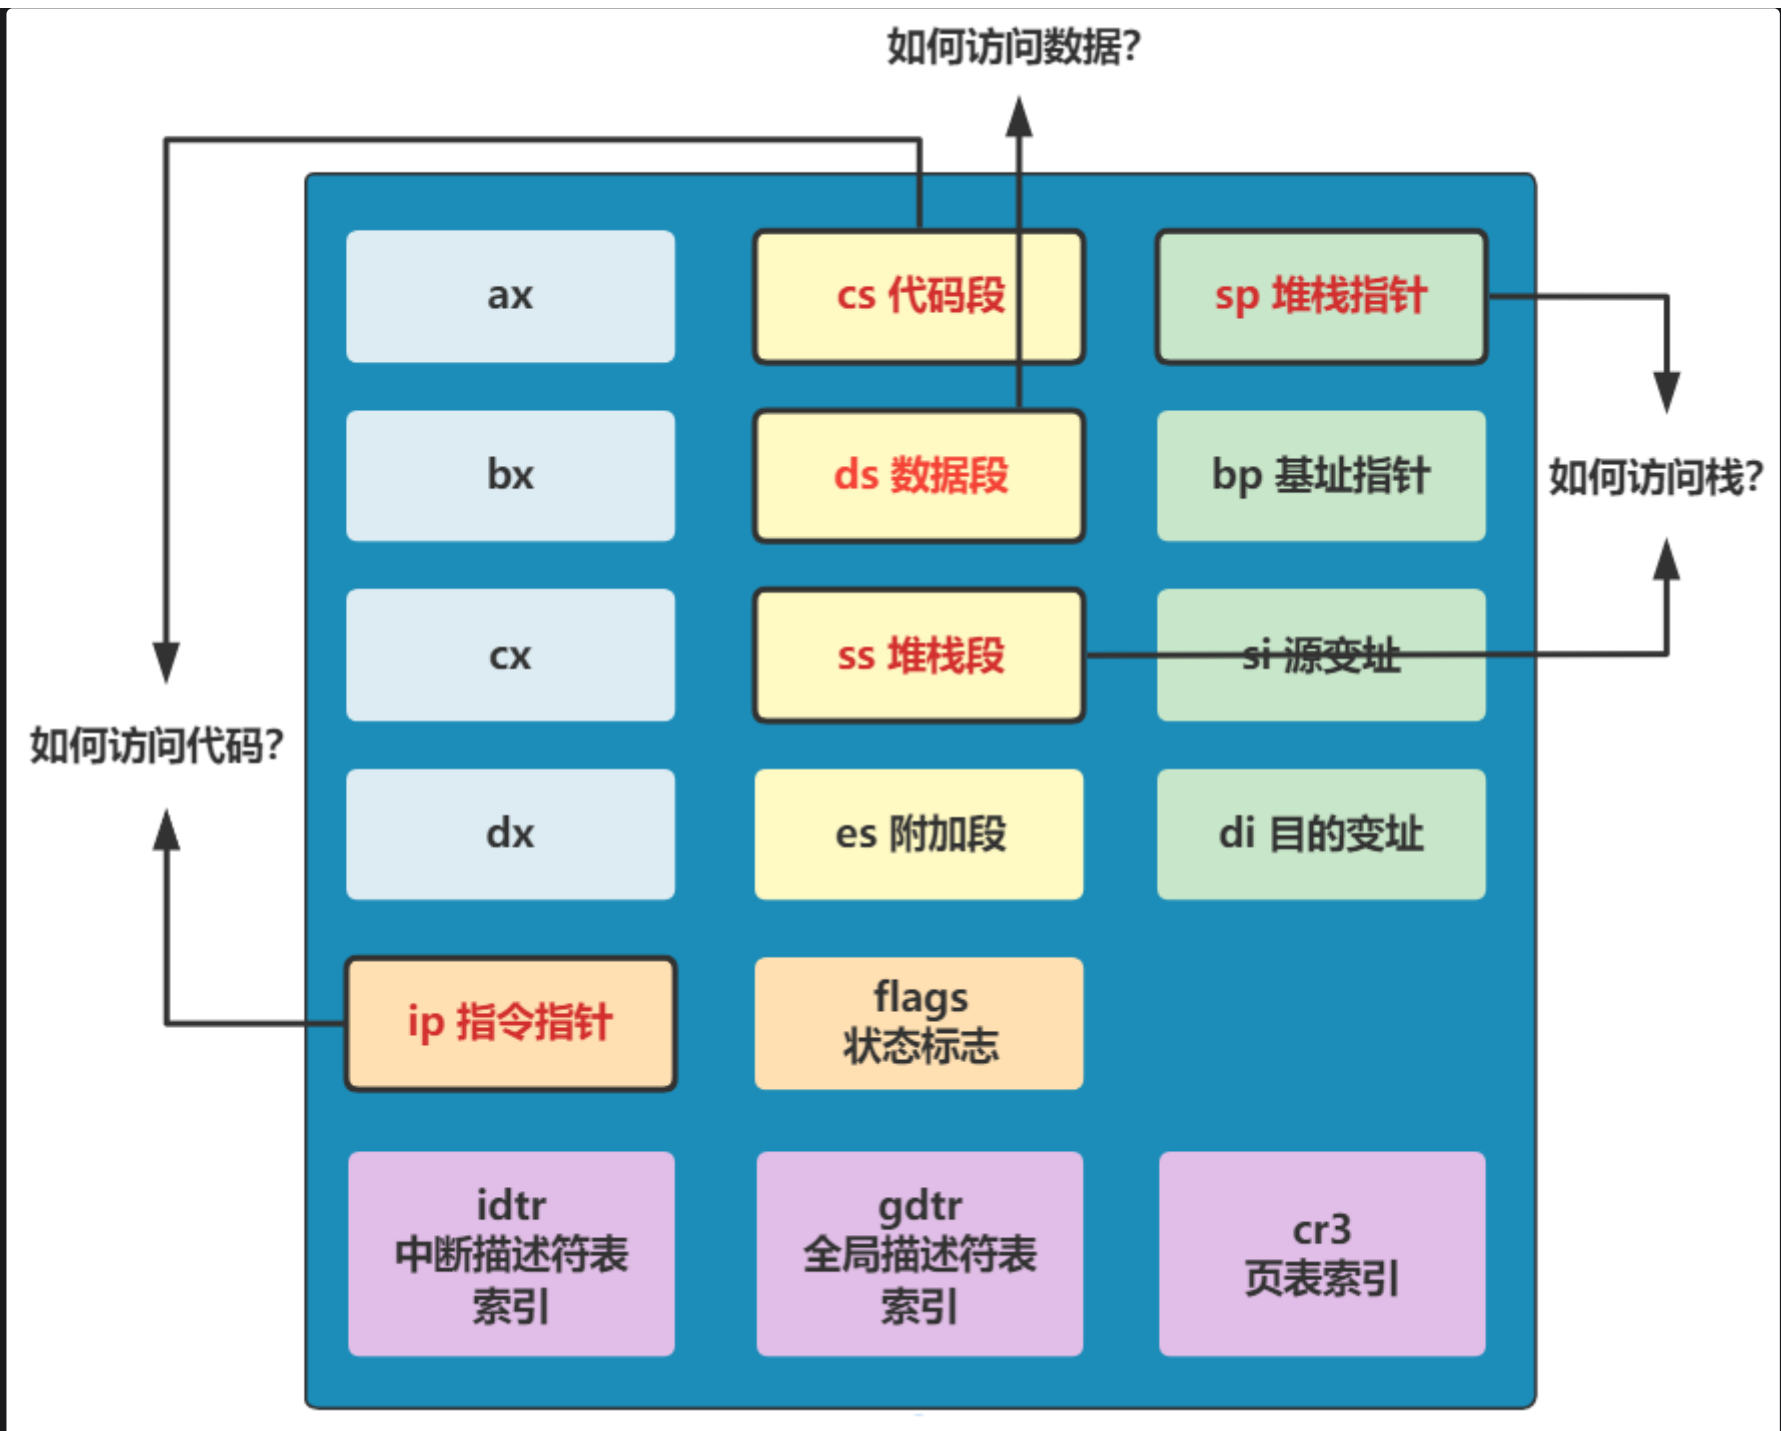 如何访问数据?
ax
cs 代码段
sp 堆栈指针
bx
ds 数据段
bp 基址指针
如何访问栈?
cx
ss 堆栈段
si 源变址
如何访问代码?
dx
es 附加段
di 目的变址
ip 指令指针
flags
状态标志
idtr
中断描述符表
索引
gdtr
全局描述符表
索引
cr3
页表索引